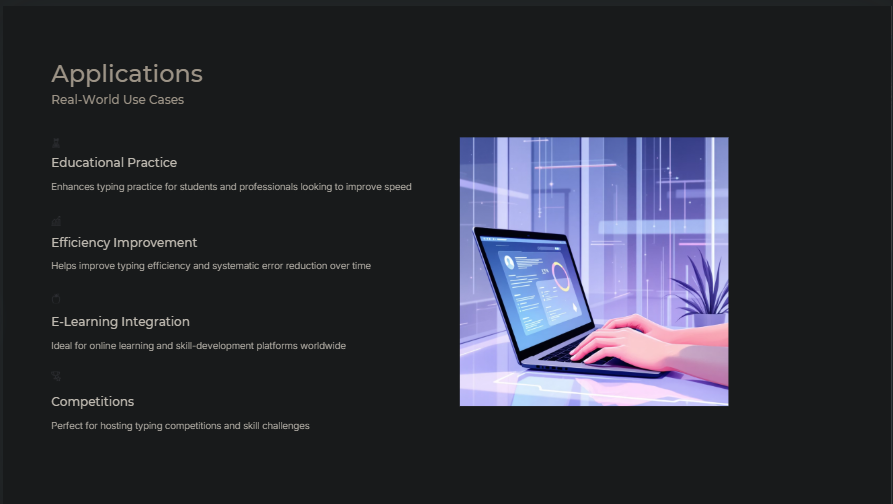 Applications
Real-World Use Cases
Educational Practice
Enhances typing practice for students and professionals looking to improve speed
Efficiency Improvement
Helps improve typing efficiency and systematic error reduction over time
E-Learning Integration
Ideal for online learning and skill-development platforms worldwide
Competitions
Perfect for hosting typing competitions and skill challenges